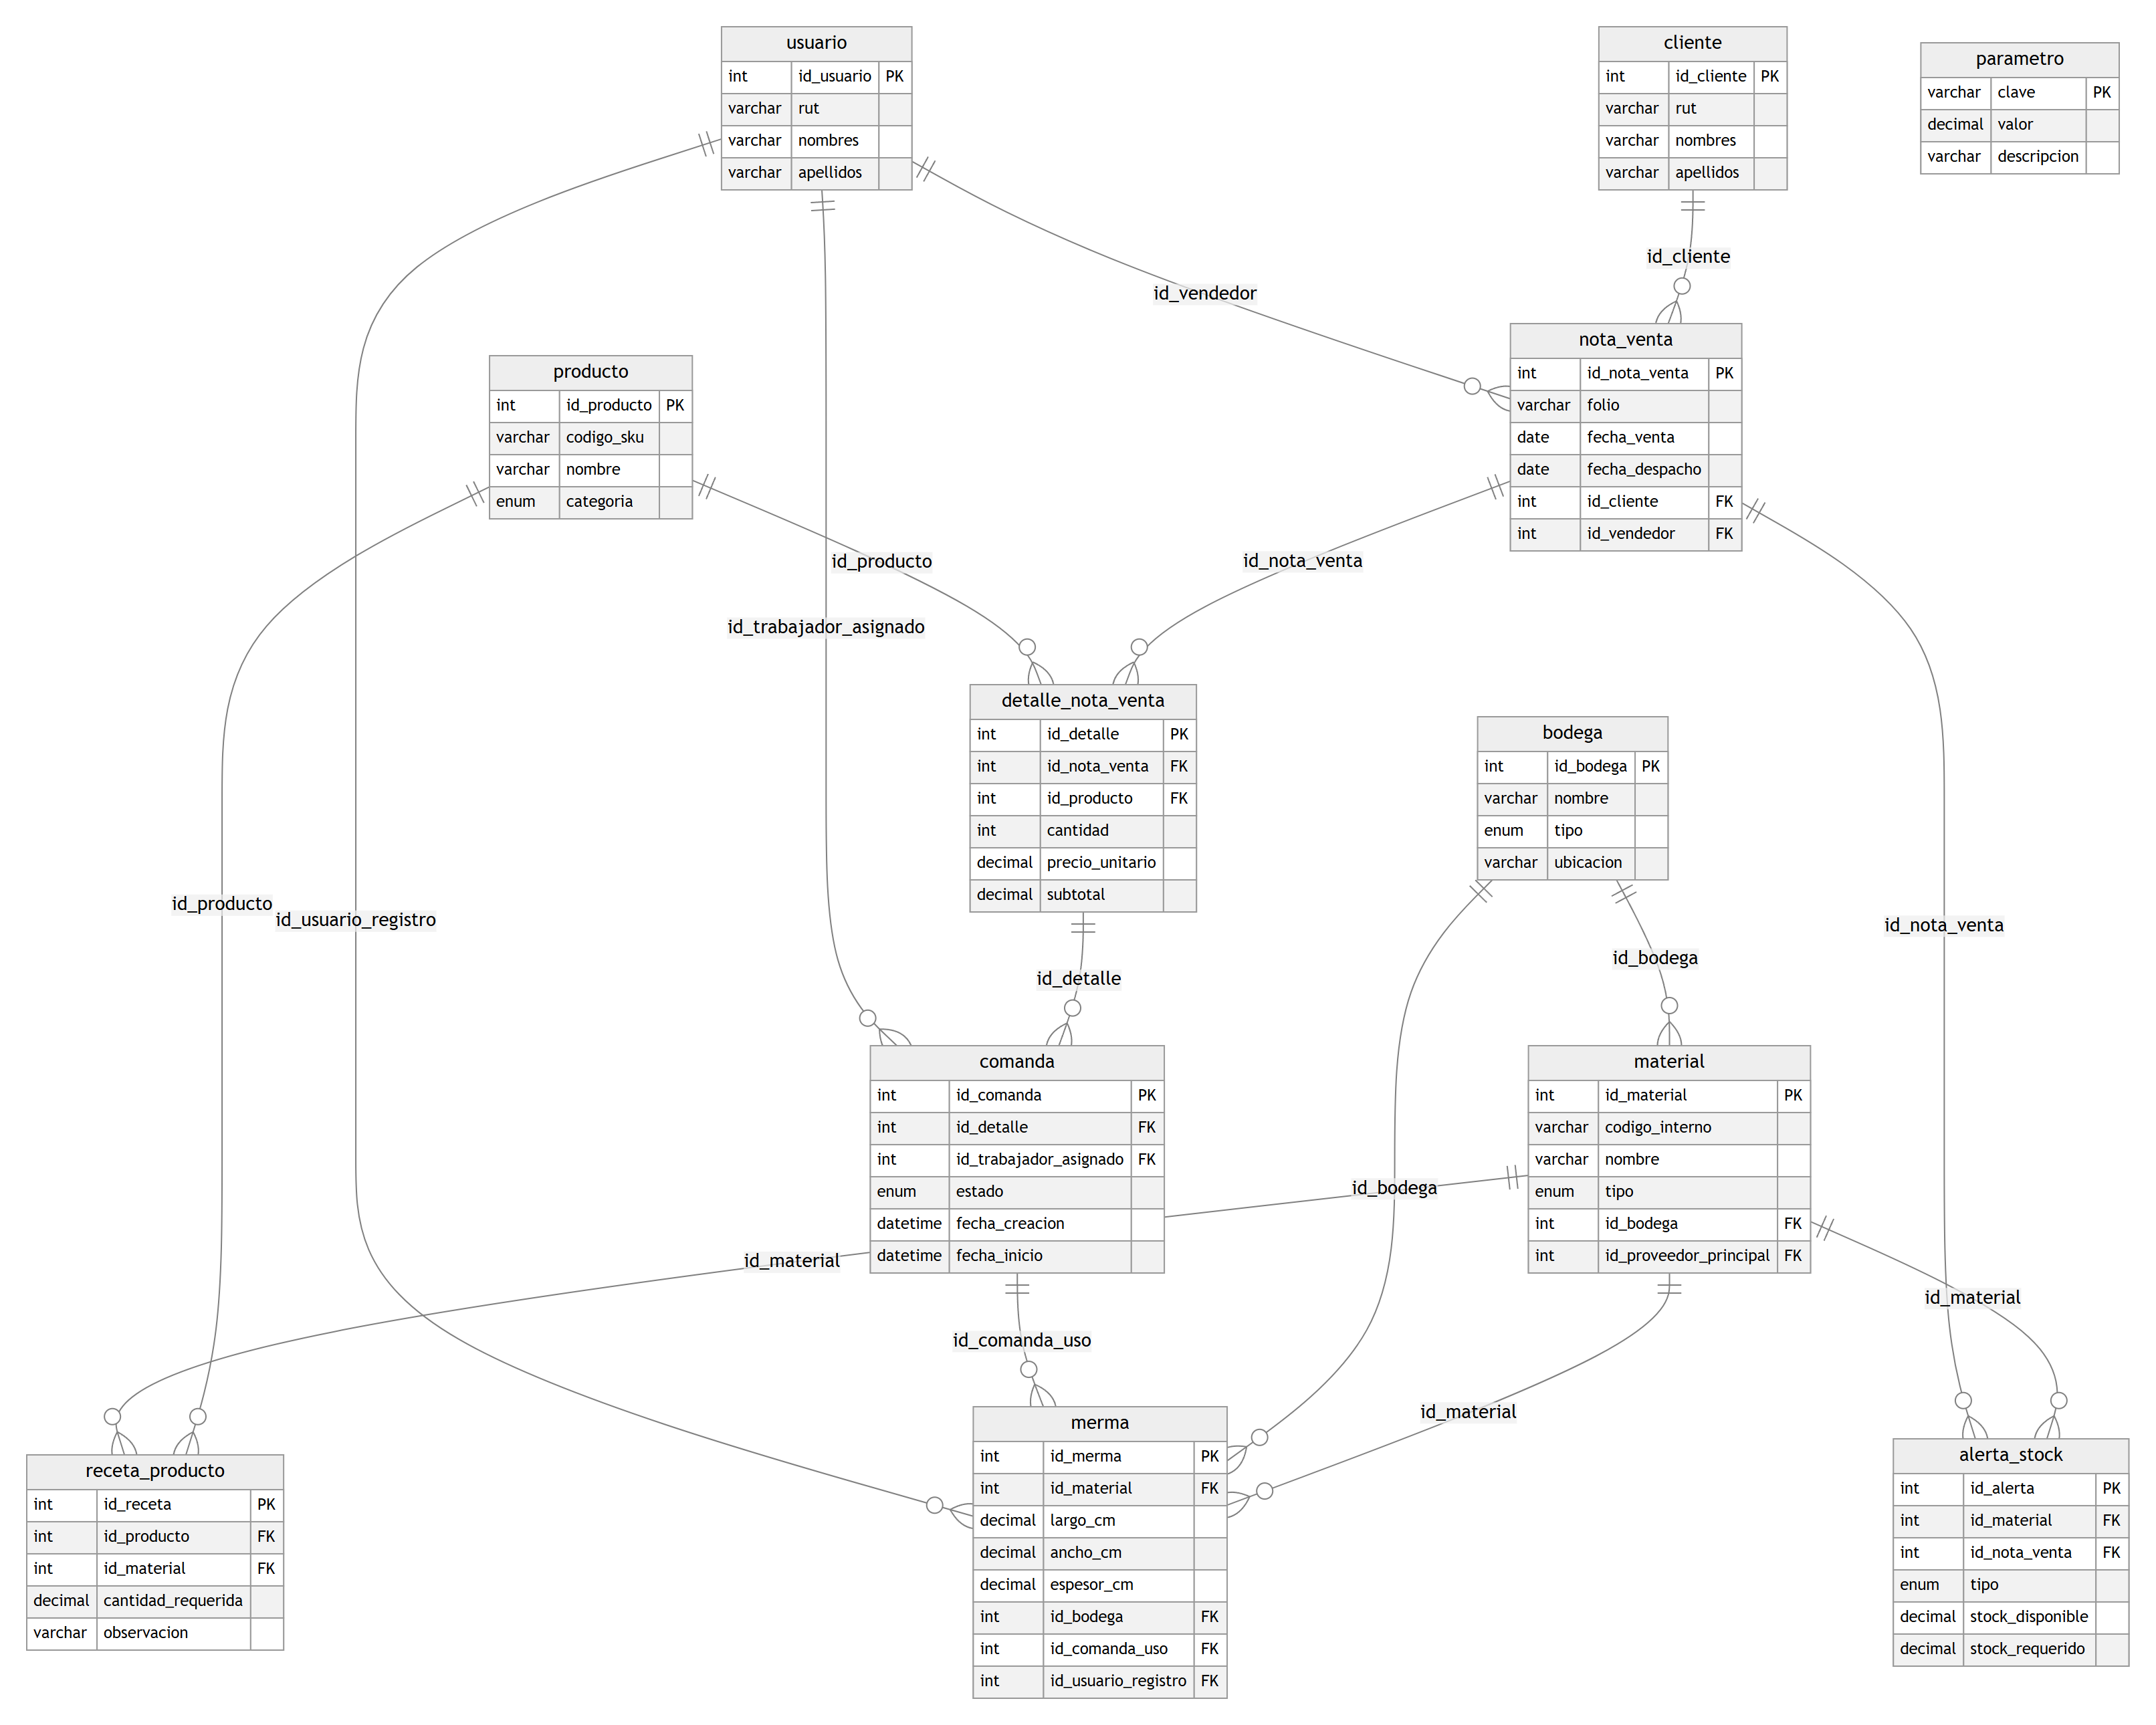 usuario
int id_usuario PK
varchar rut
varchar nombres
varchar apellidos
cliente
int id_cliente PK
varchar rut
varchar nombres
varchar apellidos
parametro
varchar clave PK
decimal valor
varchar descripcion
id_cliente
id_vendedor
nota_venta
int id_nota_venta PK
varchar folio
date fecha_venta
date fecha_despacho
int id_cliente FK
int id_vendedor FK
producto
int id_producto PK
varchar codigo_sku
varchar nombre
enum categoria
id_producto
id_nota_venta
id_trabajador_asignado
detalle_nota_venta
int id_detalle PK
int id_nota_venta FK
int id_producto FK
int cantidad
decimal precio_unitario
decimal subtotal
bodega
int id_bodega PK
varchar nombre
enum tipo
varchar ubicacion
id_producto
id_usuario_registro
id_nota_venta
id_detalle
id_bodega
comanda
int id_comanda PK
int id_detalle FK
int id_trabajador_asignado FK
enum estado
datetime fecha_creacion
datetime fecha_inicio
material
int id_material PK
varchar codigo_interno
varchar nombre
enum tipo
int id_bodega FK
int id_proveedor_principal FK
id_bodega
id_material
id_material
id_comanda_uso
id_material
merma
int id_merma PK
int id_material FK
decimal largo_cm
decimal ancho_cm
decimal espesor_cm
int id_bodega FK
int id_comanda_uso FK
int id_usuario_registro FK
receta_producto
int id_receta PK
int id_producto FK
int id_material FK
decimal cantidad_requerida
varchar observacion
alerta_stock
int id_alerta PK
int id_material FK
int id_nota_venta FK
enum tipo
decimal stock_disponible
decimal stock_requerido